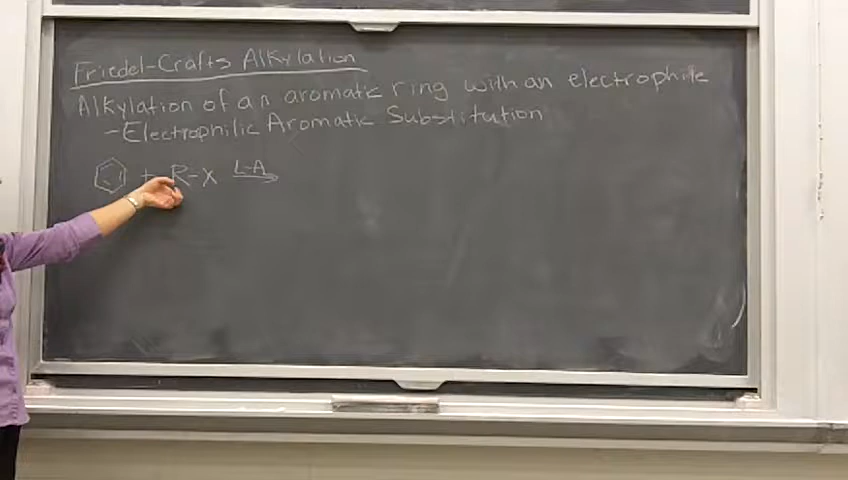 Friedel-Crafts Alkylation
Alkylation of an aromatic ring with an electrophile
-Electrophilic Aromatic Substitution
+ R-X L-A →